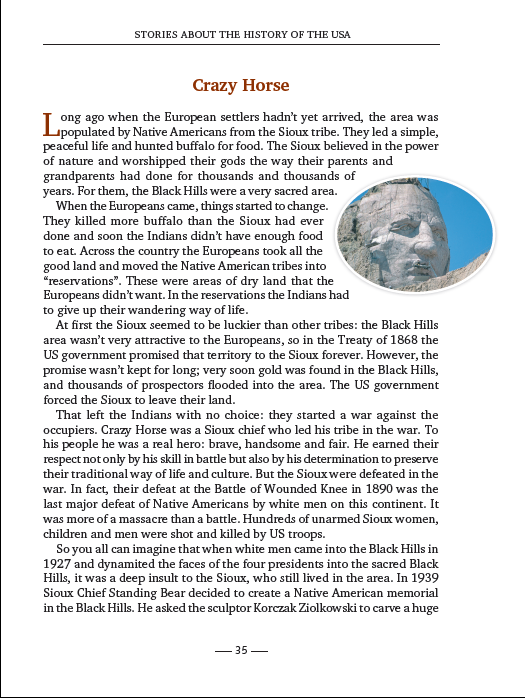 STORIES ABOUT THE HISTORY OF THE USA
Crazy Horse
Long ago when the European settlers hadn't yet arrived, the area was
populated by Native Americans from the Sioux tribe. They led a simple,
peaceful life and hunted buffalo for food. The Sioux believed in the power
of nature and worshipped their gods the way their parents and
grandparents had done for thousands and thousands of
years. For them, the Black Hills were a very sacred area.
When the Europeans came, things started to change.
They killed more buffalo than the Sioux had ever
done and soon the Indians didn't have enough food
to eat. Across the country the Europeans took all the
good land and moved the Native American tribes into
“reservations”. These were areas of dry land that the
Europeans didn't want. In the reservations the Indians had
to give up their wandering way of life.
At first the Sioux seemed to be luckier than other tribes: the Black Hills
area wasn't very attractive to the Europeans, so in the Treaty of 1868 the
US government promised that territory to the Sioux forever. However, the
promise wasn't kept for long; very soon gold was found in the Black Hills,
and thousands of prospectors flooded into the area. The US government
forced the Sioux to leave their land.
That left the Indians with no choice: they started a war against the
occupiers. Crazy Horse was a Sioux chief who led his tribe in the war. To
his people he was a real hero: brave, handsome and fair. He earned their
respect not only by his skill in battle but also by his determination to preserve
their traditional way of life and culture. But the Sioux were defeated in the
war. In fact, their defeat at the Battle of Wounded Knee in 1890 was the
last major defeat of Native Americans by white men on this continent. It
was more of a massacre than a battle. Hundreds of unarmed Sioux women,
children and men were shot and killed by US troops.
So you all can imagine that when white men came into the Black Hills in
1927 and dynamited the faces of the four presidents into the sacred Black
Hills, it was a deep insult to the Sioux, who still lived in the area. In 1939
Sioux Chief Standing Bear decided to create a Native American memorial
in the Black Hills. He asked the sculptor Korczak Ziolkowski to carve a huge
— 35 —